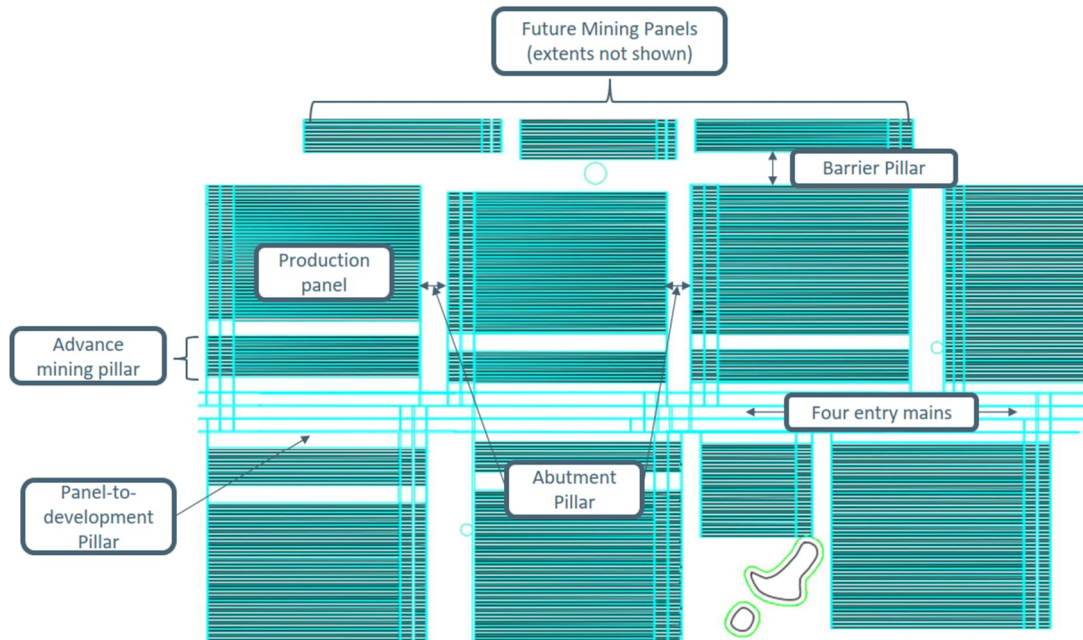 Future Mining Panels
(extents not shown)
Barrier Pillar
Production
panel
Advance
mining pillar
Four entry mains
Abutment
Pillar
Panel-to-
development
Pillar